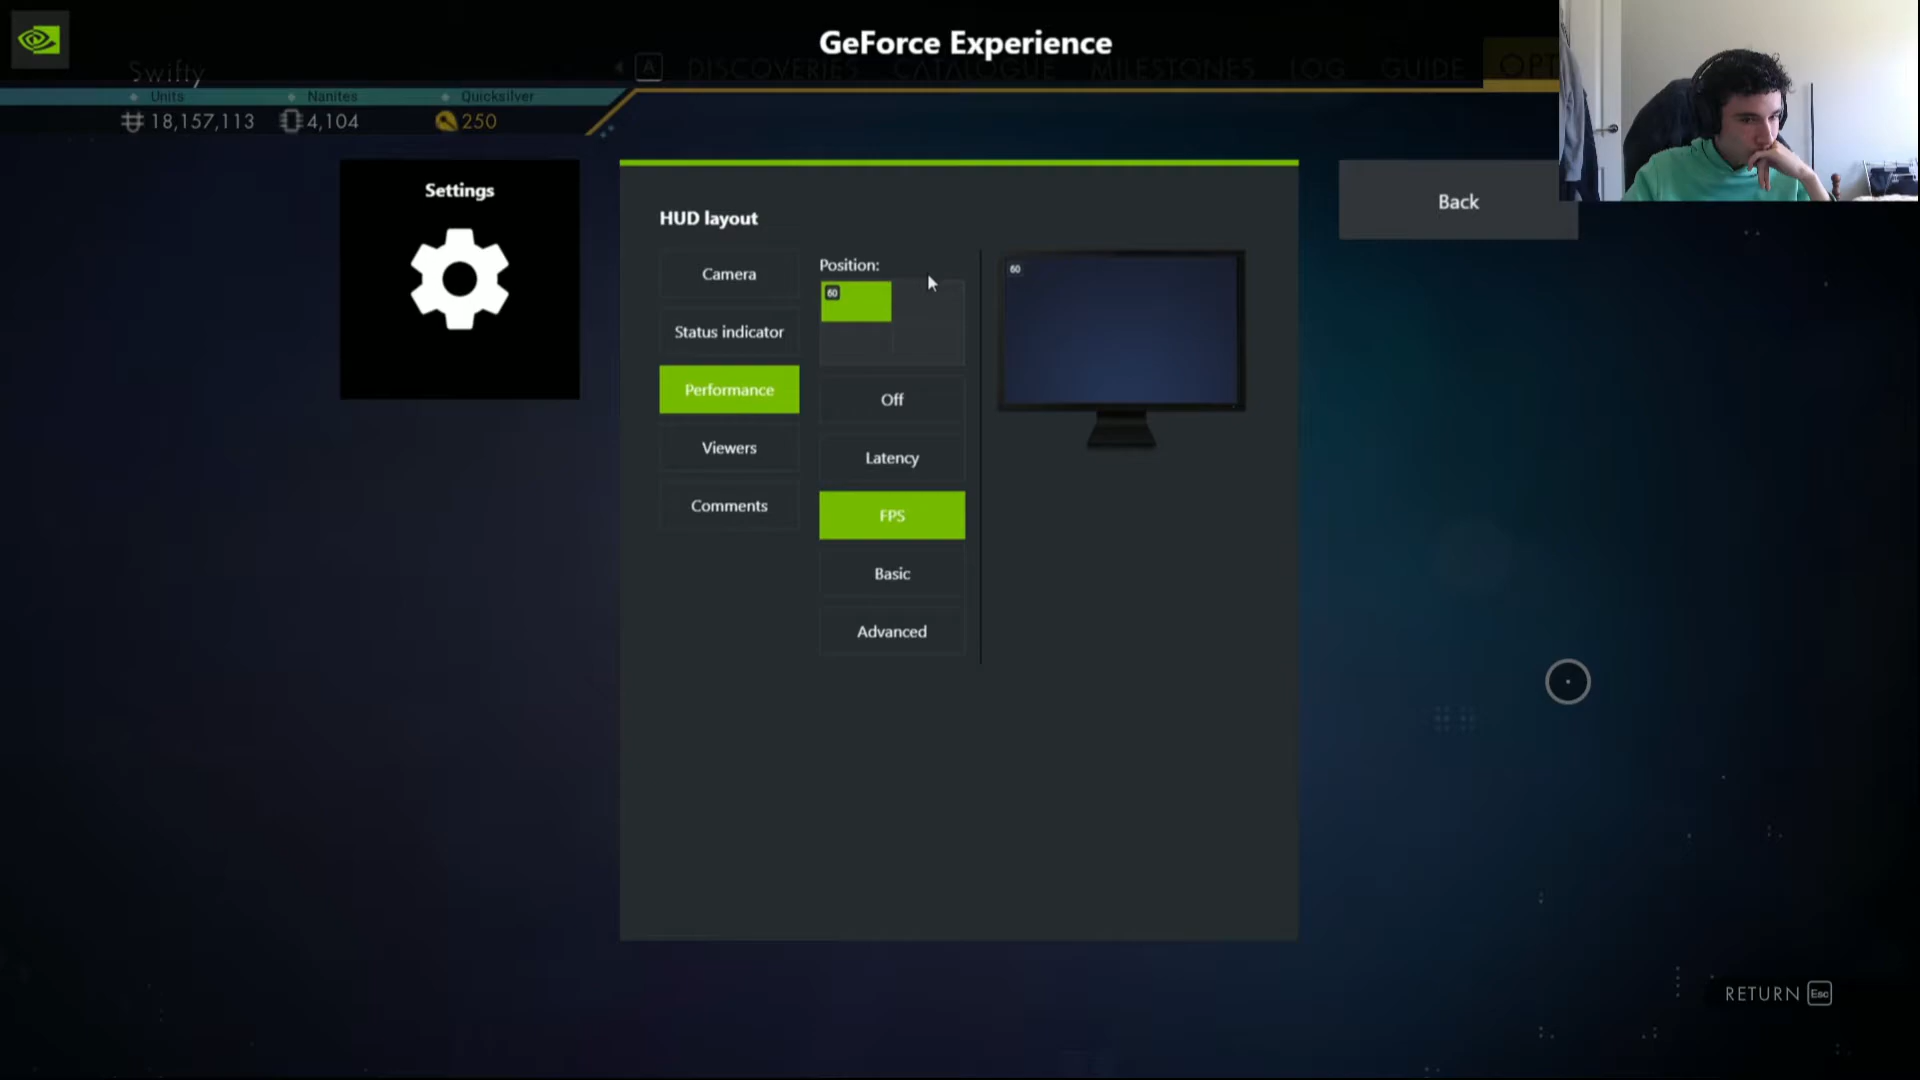 GeForce Experience
Swifty
A DISCOVERIES CATALOGUE MILESTONES LOG GUIDE
Units Nanites Quicksilver
18,157,113 4,104 250
Settings
HUD layout
Camera
Status indicator
Performance
Viewers
Comments
Position:
60
Off
Latency
FPS
Basic
Advanced
60
Back
RETURN Esc